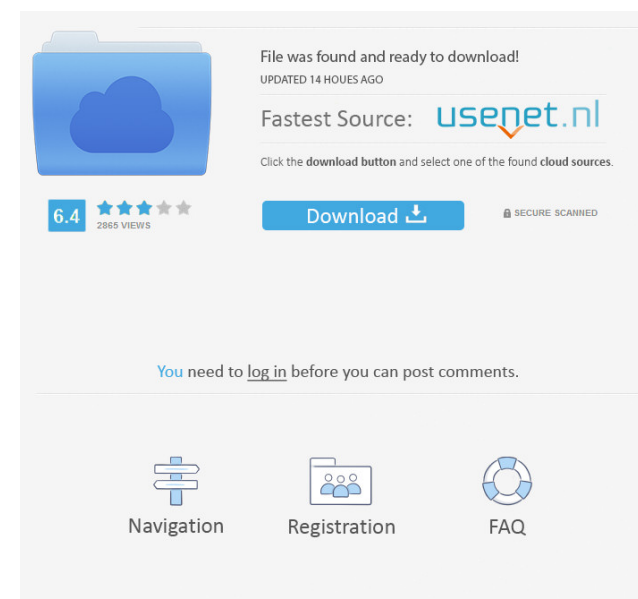 File was found and ready to download!
UPDATED 14 HOUES AGO
Fastest Source: usenet.nl
Click the download button and select one of the found cloud sources.
6.4
2865 VIEWS
Download
SECURE SCANNED
You need to log in before you can post comments.
Navigation
Registration
FAQ